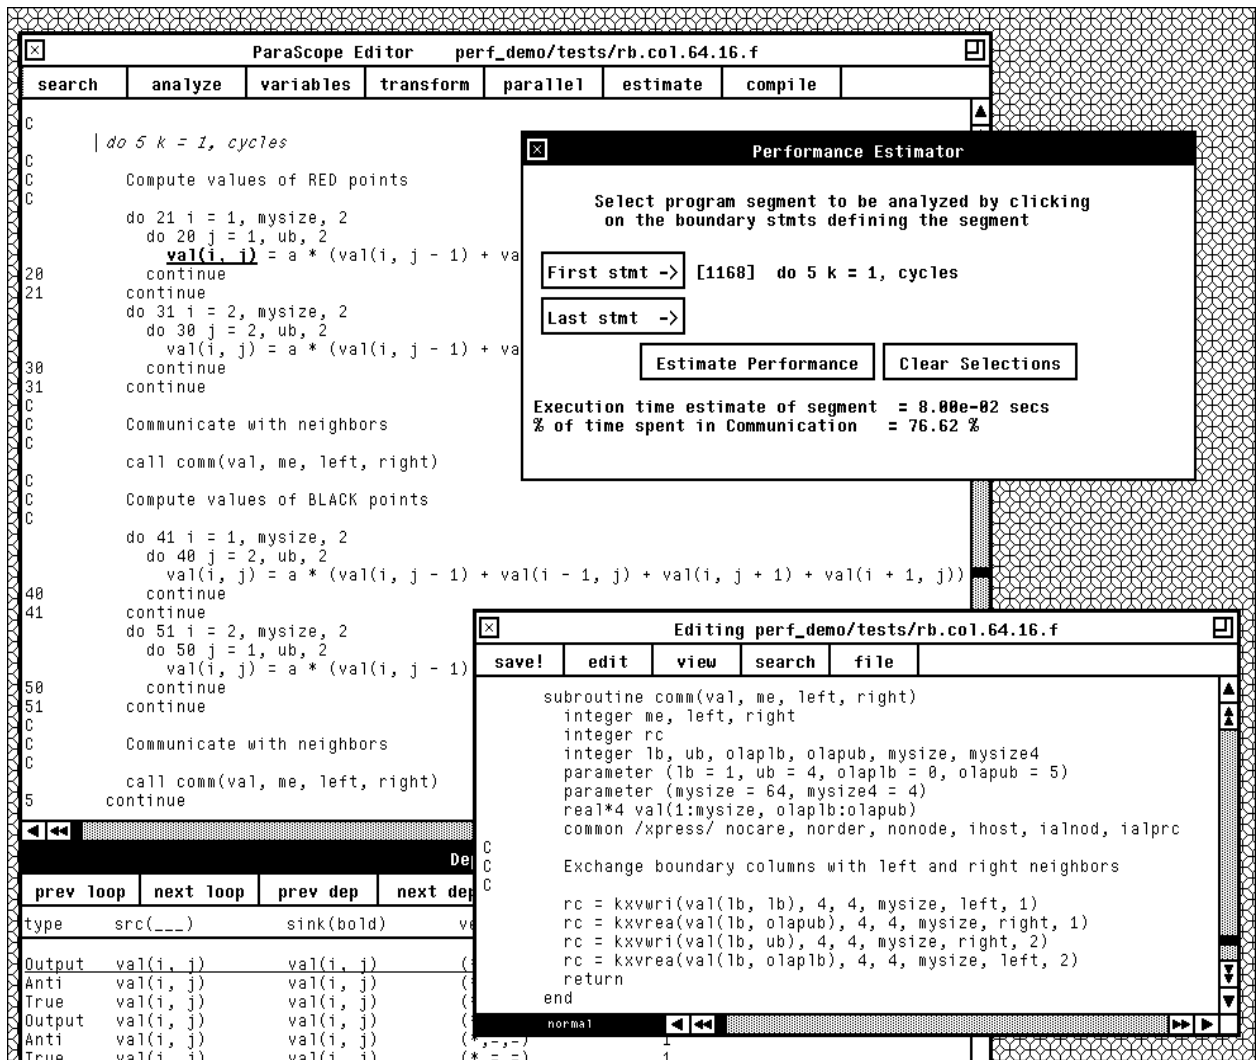 ParaScope Editor perf_demo/tests/rb.col.64.16.f
search analyze variables transform parallel estimate compile
C
do 5 k = 1, cycles
C
C Compute values of RED points
C
do 21 i = 1, mysize, 2
do 20 j = 1, ub, 2
val(i, j) = a * (val(i, j - 1) + va
20 continue
21 continue
do 31 i = 2, mysize, 2
do 30 j = 2, ub, 2
val(i, j) = a * (val(i, j - 1) + va
30 continue
31 continue
C
C Communicate with neighbors
C
call comm(val, me, left, right)
C
C Compute values of BLACK points
C
do 41 i = 1, mysize, 2
do 40 j = 2, ub, 2
val(i, j) = a * (val(i, j - 1) + val(i - 1, j) + val(i, j + 1) + val(i + 1, j))
40 continue
41 continue
do 51 i = 2, mysize, 2
do 50 j = 1, ub, 2
val(i, j) = a * (val(i, j - 1)
50 continue
51 continue
C
C Communicate with neighbors
C
call comm(val, me, left, right)
5 continue
Performance Estimator
Select program segment to be analyzed by clicking
on the boundary stmts defining the segment
First stmt -> [1168] do 5 k = 1, cycles
Last stmt ->
Estimate Performance Clear Selections
Execution time estimate of segment = 8.00e-02 secs
% of time spent in Communication = 76.62 %
Editing perf_demo/tests/rb.col.64.16.f
save! edit view search file
subroutine comm(val, me, left, right)
integer me, left, right
integer rc
integer lb, ub, olaplb, olapub, mysize, mysize4
parameter (lb = 1, ub = 4, olaplb = 0, olapub = 5)
parameter (mysize = 64, mysize4 = 4)
real*4 val(1:mysize, olaplb:olapub)
common /xpress/ nocare, norder, nonode, ihost, ialnod, ialprc
C
C Exchange boundary columns with left and right neighbors
C
rc = kxvwri(val(lb, lb), 4, 4, mysize, left, 1)
rc = kxvrea(val(lb, olapub), 4, 4, mysize, right, 1)
rc = kxvwri(val(lb, ub), 4, 4, mysize, right, 2)
rc = kxvrea(val(lb, olaplb), 4, 4, mysize, left, 2)
return
end
normal
De
prev loop next loop prev dep next dep
type src(___) sink(bold) ve
Output val(i, j) val(i, j) (*
Anti val(i, j) val(i, j) (
True val(i, j) val(i, j) (
Output val(i, j) val(i, j) (
Anti val(i, j) val(i, j) (*,=,=) 1
True val(i, j) val(i, j) (*,=,=) 1